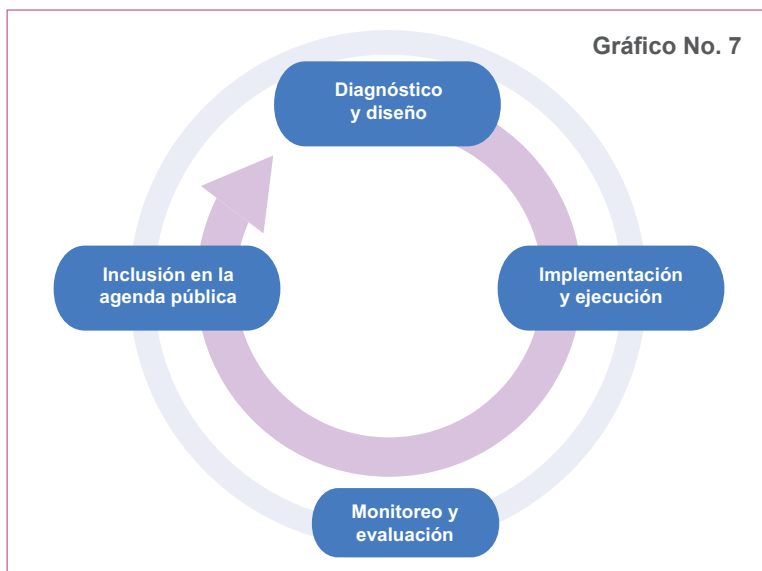 Gráfico No. 7
Diagnóstico
y diseño
Inclusión en la
agenda pública
Implementación
y ejecución
Monitoreo y
evaluación